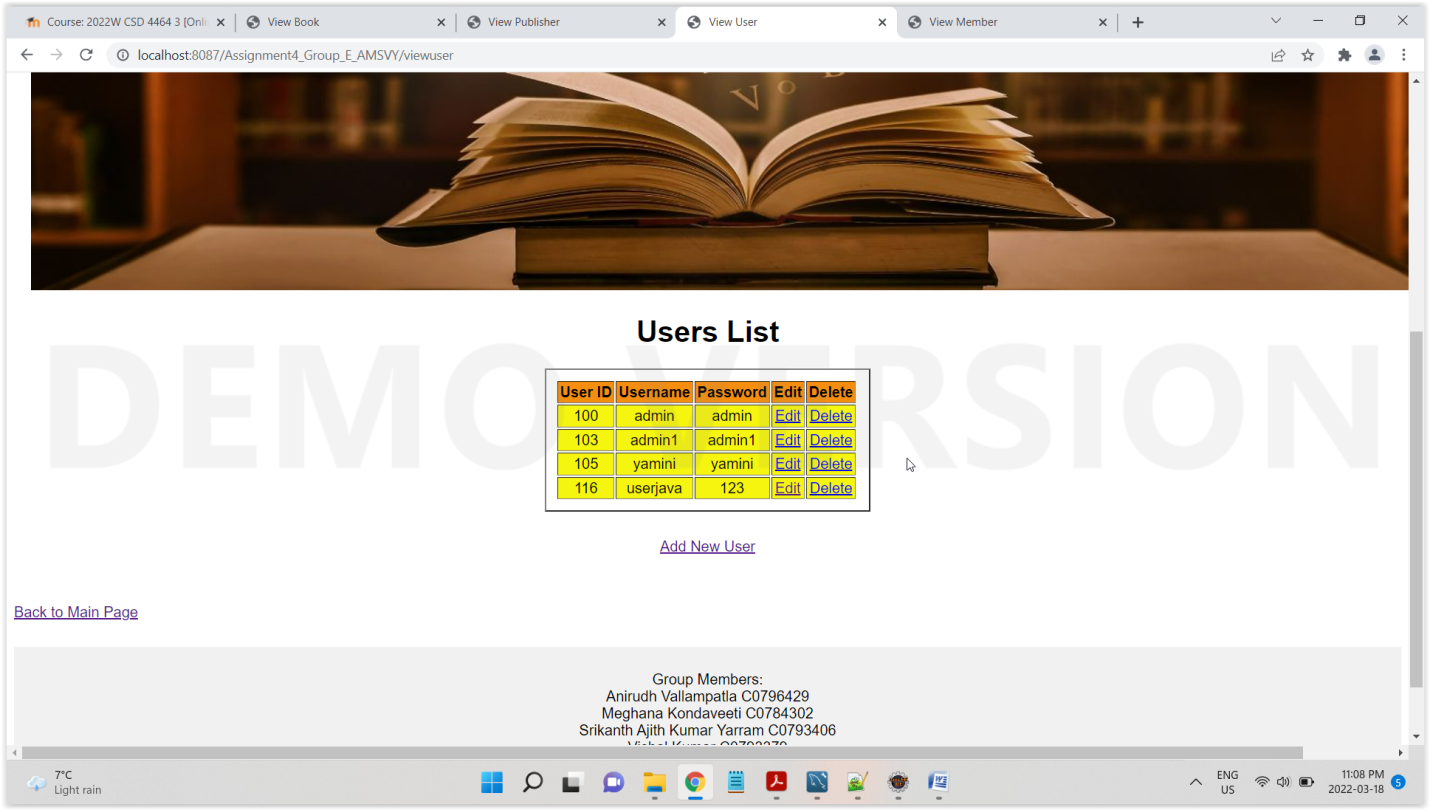 Course: 2022W CSD 4464 3 [Onli
View Book
View Publisher
View User
View Member
localhost:8087/Assignment4_Group_E_AMSVY/viewuser
V O
Users List
DEMO VERSION
User ID Username Password Edit Delete
100 admin admin Edit Delete
103 admin1 admin1 Edit Delete
105 yamini yamini Edit Delete
116 userjava 123 Edit Delete
Add New User
Back to Main Page
Group Members:
Anirudh Vallampatla C0796429
Meghana Kondaveeti C0784302
Srikanth Ajith Kumar Yarram C0793406
7°C
Light rain
ENG
US
11:08 PM
2022-03-18
5